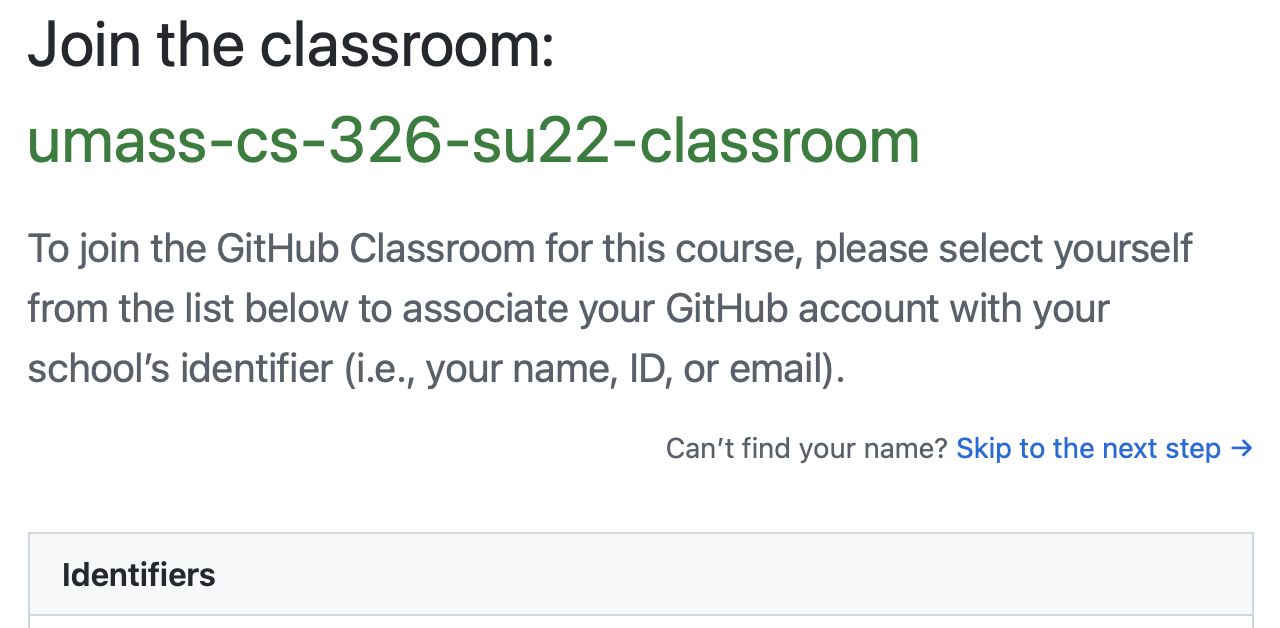 Join the classroom:
umass-cs-326-su22-classroom
To join the GitHub Classroom for this course, please select yourself
from the list below to associate your GitHub account with your
school’s identifier (i.e., your name, ID, or email).
Can’t find your name? Skip to the next step →
Identifiers